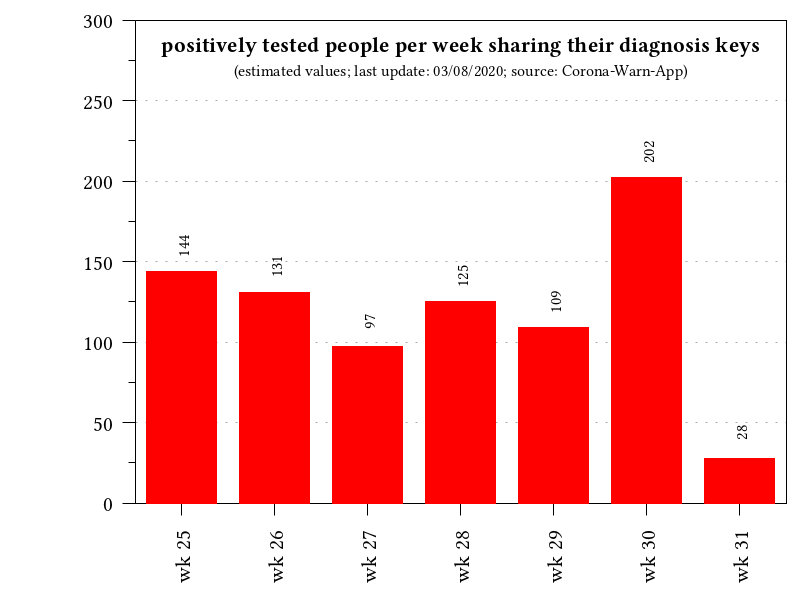 positively tested people per week sharing their diagnosis keys
(estimated values; last update: 03/08/2020; source: Corona-Warn-App)
300
250
200
150
100
50
0
144
131
97
125
109
202
28
wk 25
wk 26
wk 27
wk 28
wk 29
wk 30
wk 31